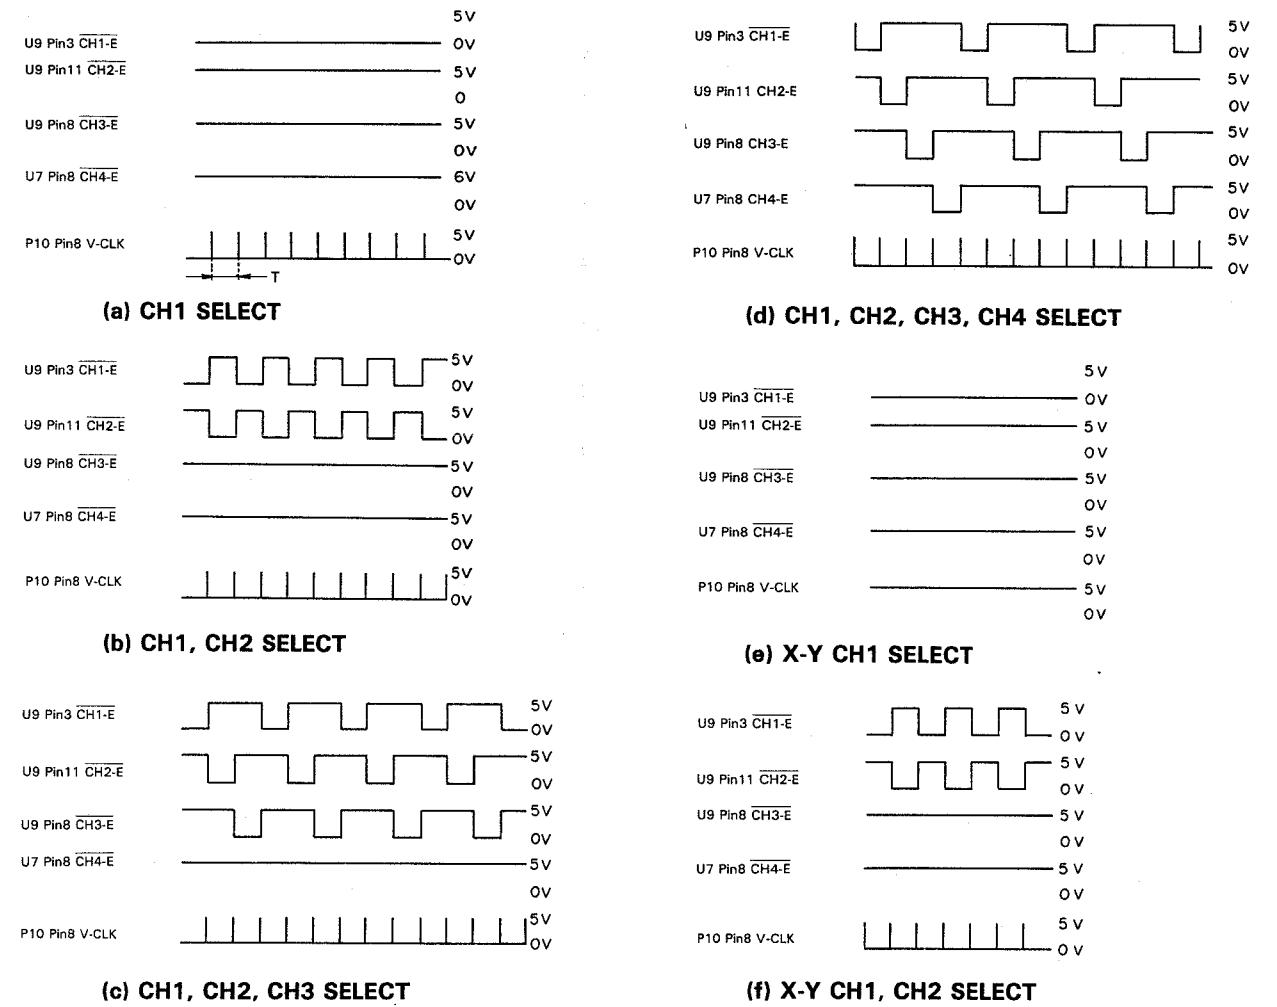 5V
U9 Pin3 CH1-E
0V
U9 Pin11 CH2-E
5V
0
U9 Pin8 CH3-E
5V
0V
U7 Pin8 CH4-E
6V
0V
P10 Pin8 V-CLK
5V
0V
T
(a) CH1 SELECT
U9 Pin3 CH1-E
5V
0V
U9 Pin11 CH2-E
5V
0V
U9 Pin8 CH3-E
5V
0V
U7 Pin8 CH4-E
5V
0V
P10 Pin8 V-CLK
5V
0V
(b) CH1, CH2 SELECT
U9 Pin3 CH1-E
5V
0V
U9 Pin11 CH2-E
5V
0V
U9 Pin8 CH3-E
5V
0V
U7 Pin8 CH4-E
5V
0V
P10 Pin8 V-CLK
5V
0V
(c) CH1, CH2, CH3 SELECT
U9 Pin3 CH1-E
5V
0V
U9 Pin11 CH2-E
5V
0V
U9 Pin8 CH3-E
5V
0V
U7 Pin8 CH4-E
5V
0V
P10 Pin8 V-CLK
5V
0V
(d) CH1, CH2, CH3, CH4 SELECT
5V
U9 Pin3 CH1-E
0V
U9 Pin11 CH2-E
5V
0V
U9 Pin8 CH3-E
5V
0V
U7 Pin8 CH4-E
5V
0V
P10 Pin8 V-CLK
5V
0V
(e) X-Y CH1 SELECT
U9 Pin3 CH1-E
5V
0V
U9 Pin11 CH2-E
5V
0V
U9 Pin8 CH3-E
5V
0V
U7 Pin8 CH4-E
5V
0V
P10 Pin8 V-CLK
5V
0V
(f) X-Y CH1, CH2 SELECT